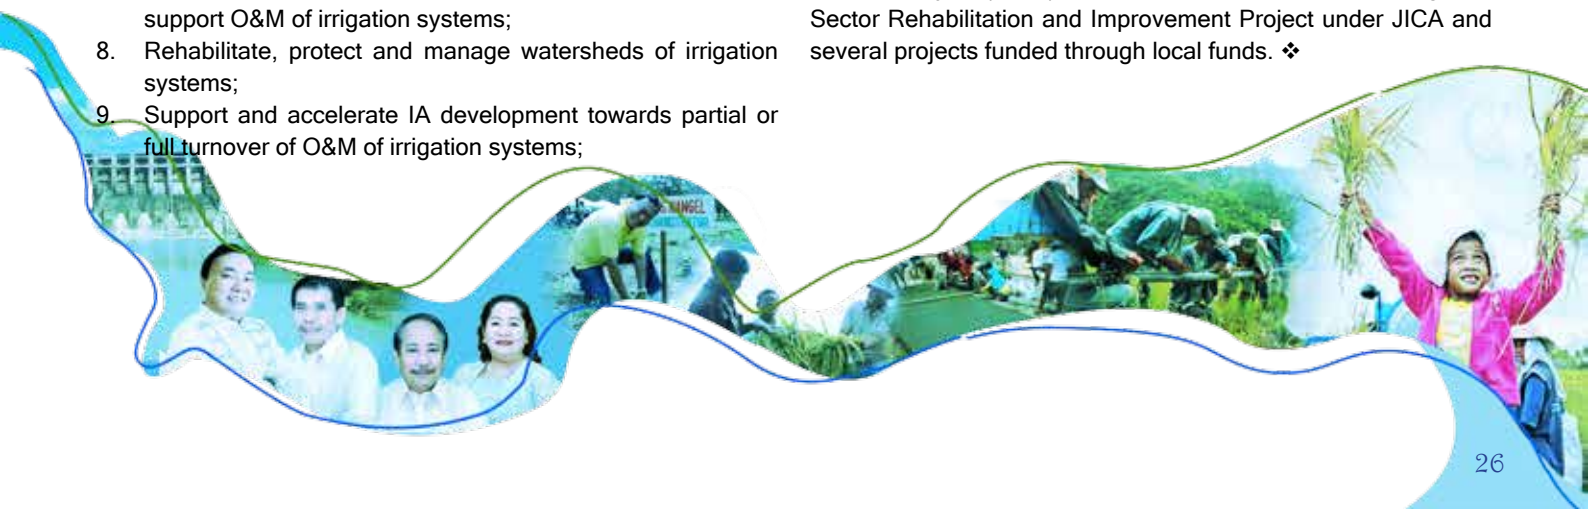 support O&M of irrigation systems;
8. Rehabilitate, protect and manage watersheds of irrigation
systems;
9. Support and accelerate IA development towards partial or
full turnover of O&M of irrigation systems;
Sector Rehabilitation and Improvement Project under JICA and
several projects funded through local funds. ❖
26